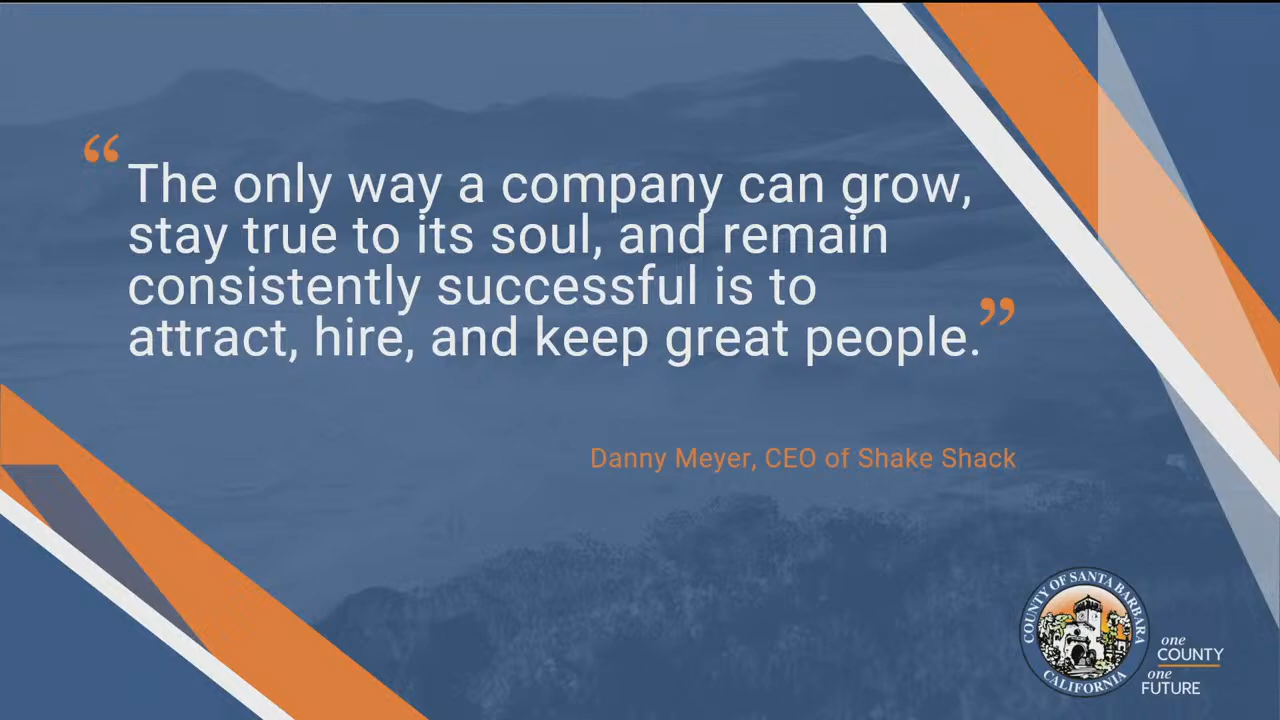 “The only way a company can grow,
stay true to its soul, and remain
consistently successful is to
attract, hire, and keep great people.”
Danny Meyer, CEO of Shake Shack
COUNTY OF SANTA BARBARA
CALIFORNIA
one
COUNTY
one
FUTURE